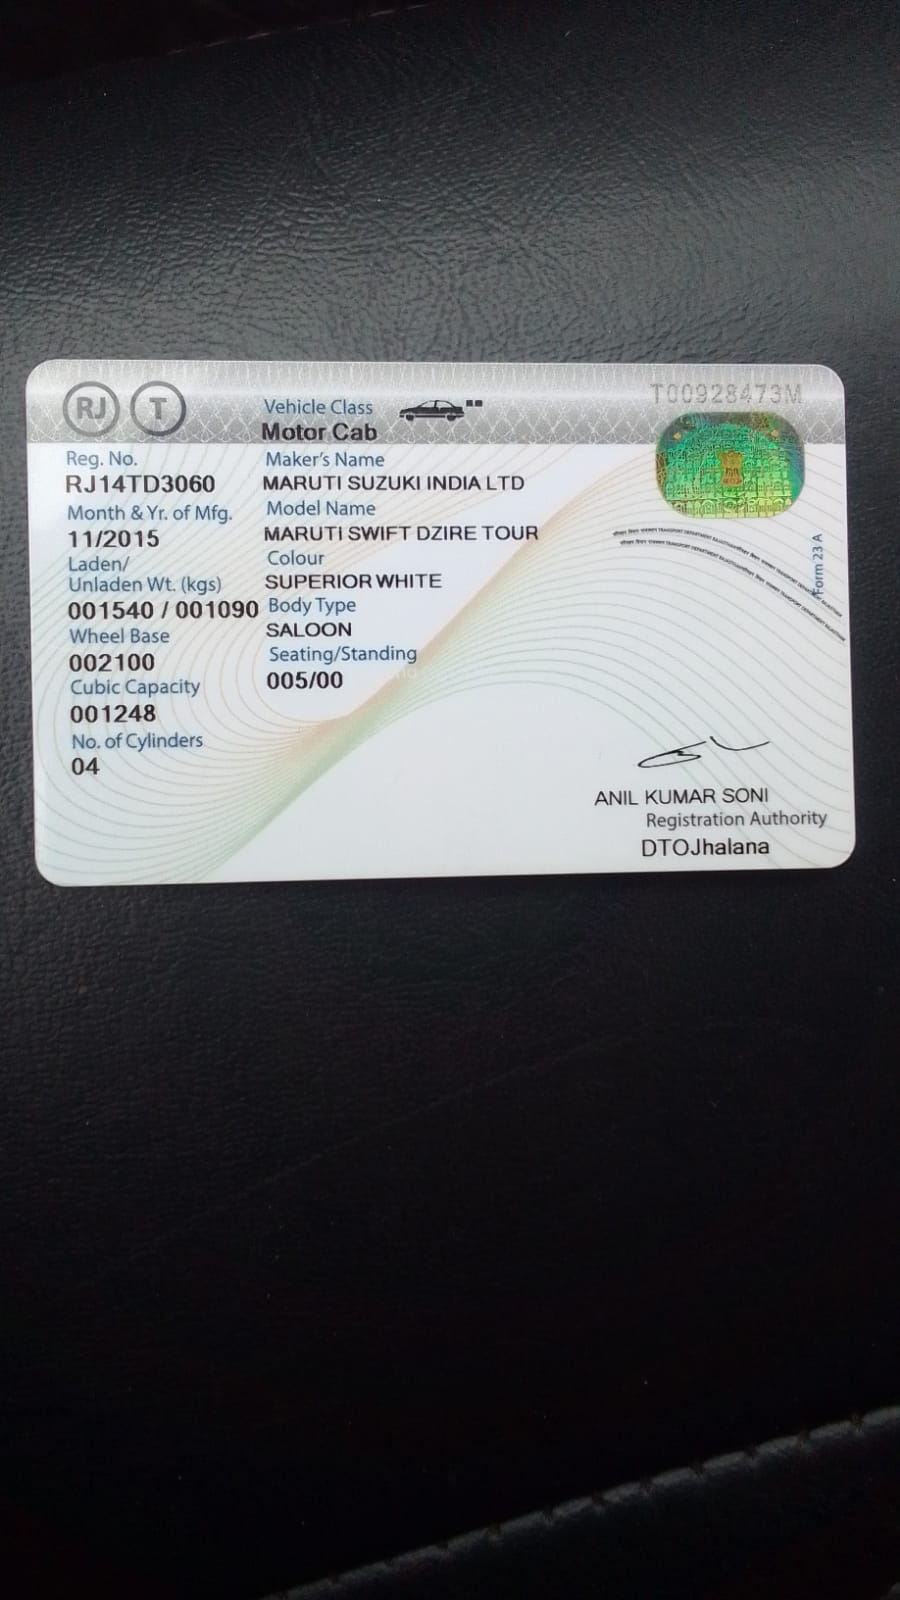 RJ T
Vehicle Class
Motor Cab
T00928473M
Reg. No.
RJ14TD3060
Month & Yr. of Mfg.
11/2015
Laden/
Unladen Wt. (kgs)
001540 / 001090
Wheel Base
002100
Cubic Capacity
001248
No. of Cylinders
04
Maker's Name
MARUTI SUZUKI INDIA LTD
Model Name
MARUTI SWIFT DZIRE TOUR
Colour
SUPERIOR WHITE
Body Type
SALOON
Seating/Standing
005/00
Form 23 A
ANIL KUMAR SONI
Registration Authority
DTOJhalana